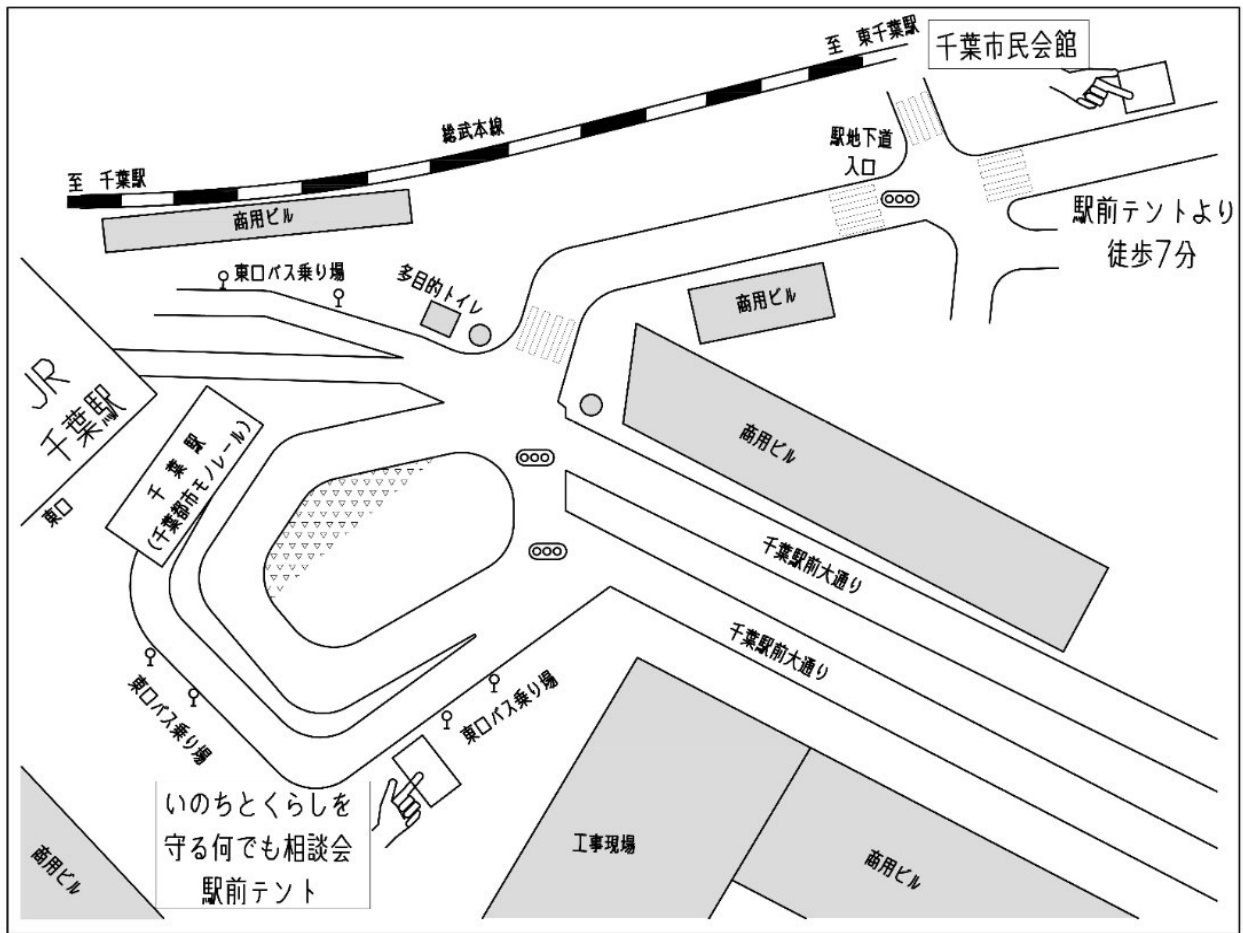 至 東千葉駅
千葉市民会館
総武本線
駅地下道
入口
至 千葉駅
商用ビル
駅前テントより
徒歩7分
東口バス乗り場
多目的トイレ
商用ビル
JR
千葉駅
東口
千葉駅
(千葉都市モノレール)
商用ビル
千葉駅前大通り
千葉駅前大通り
東口バス乗り場
東口バス乗り場
いのちとくらしを
守る何でも相談会
駅前テント
商用ビル
工事現場
商用ビル